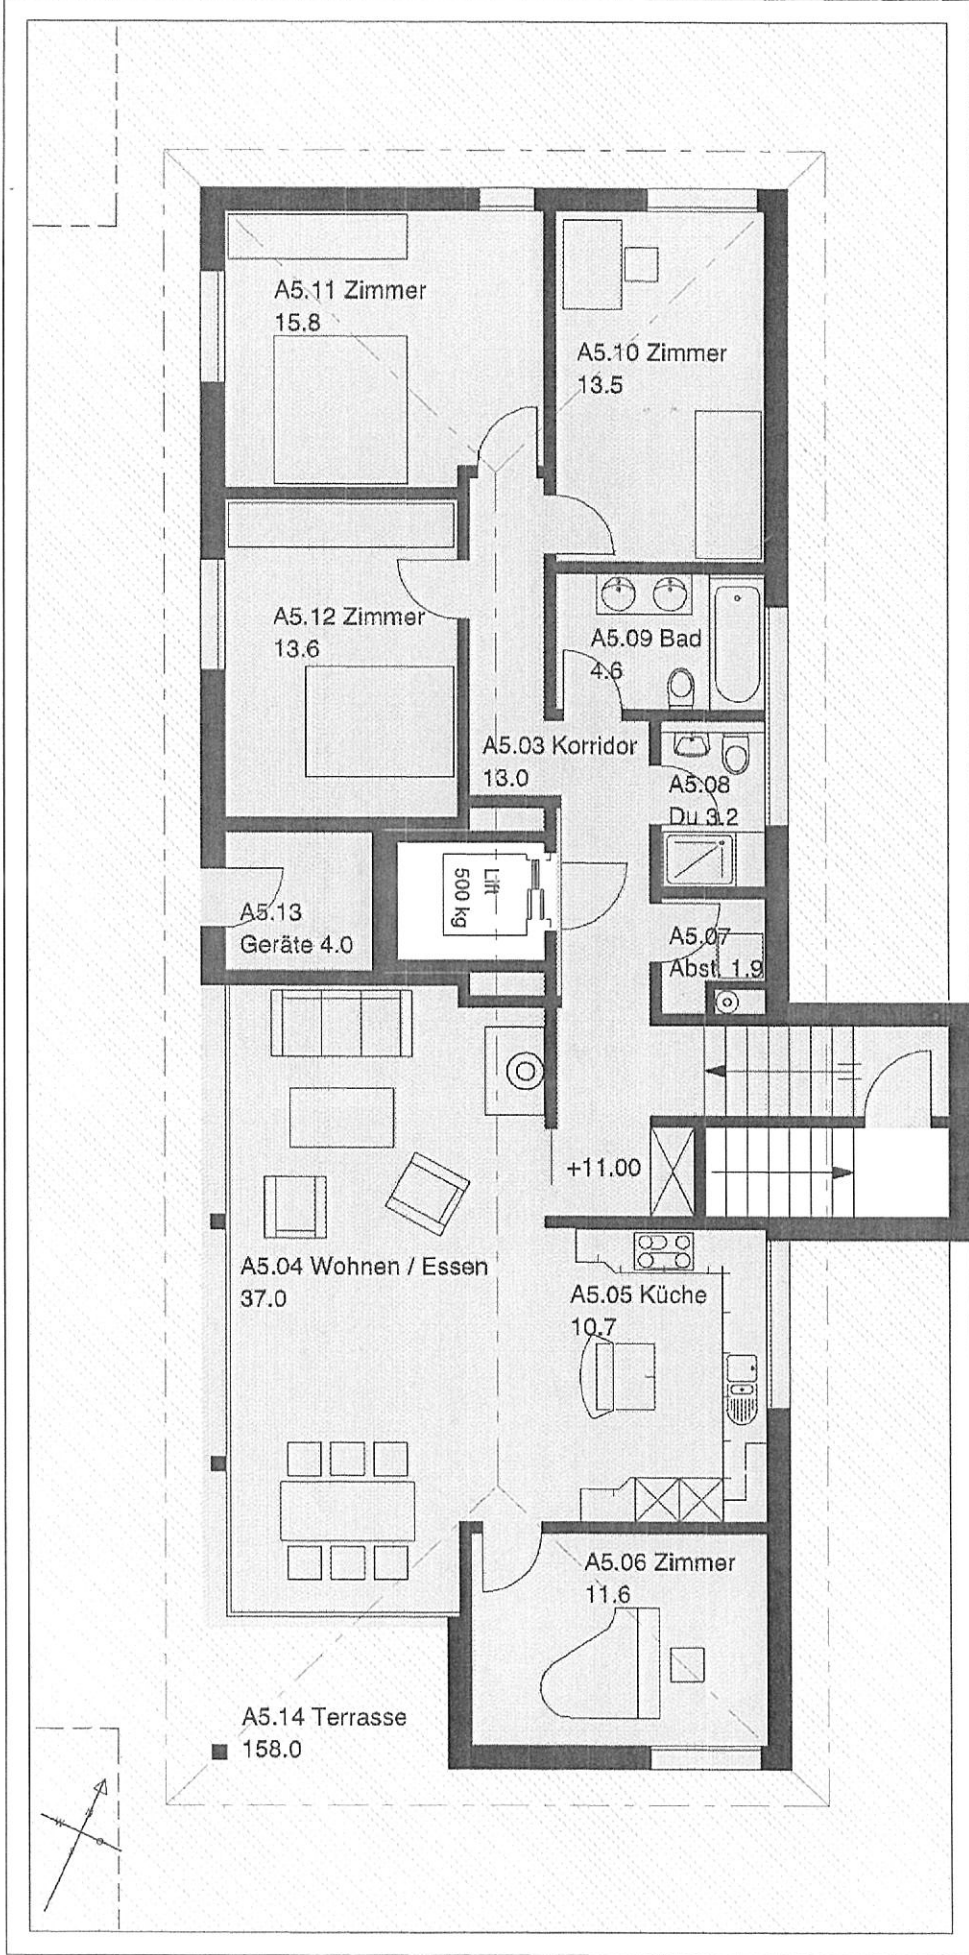 A5.11 Zimmer
15.8
A5.10 Zimmer
13.5
A5.12 Zimmer
13.6
A5.09 Bad
4.6
A5.03 Korridor
13.0
A5.08
Du 3.2
Lift
500 kg
A5.13
Geräte 4.0
A5.07
Abst. 1.9
+11.00
A5.04 Wohnen / Essen
37.0
A5.05 Küche
10.7
A5.06 Zimmer
11.6
A5.14 Terrasse
158.0